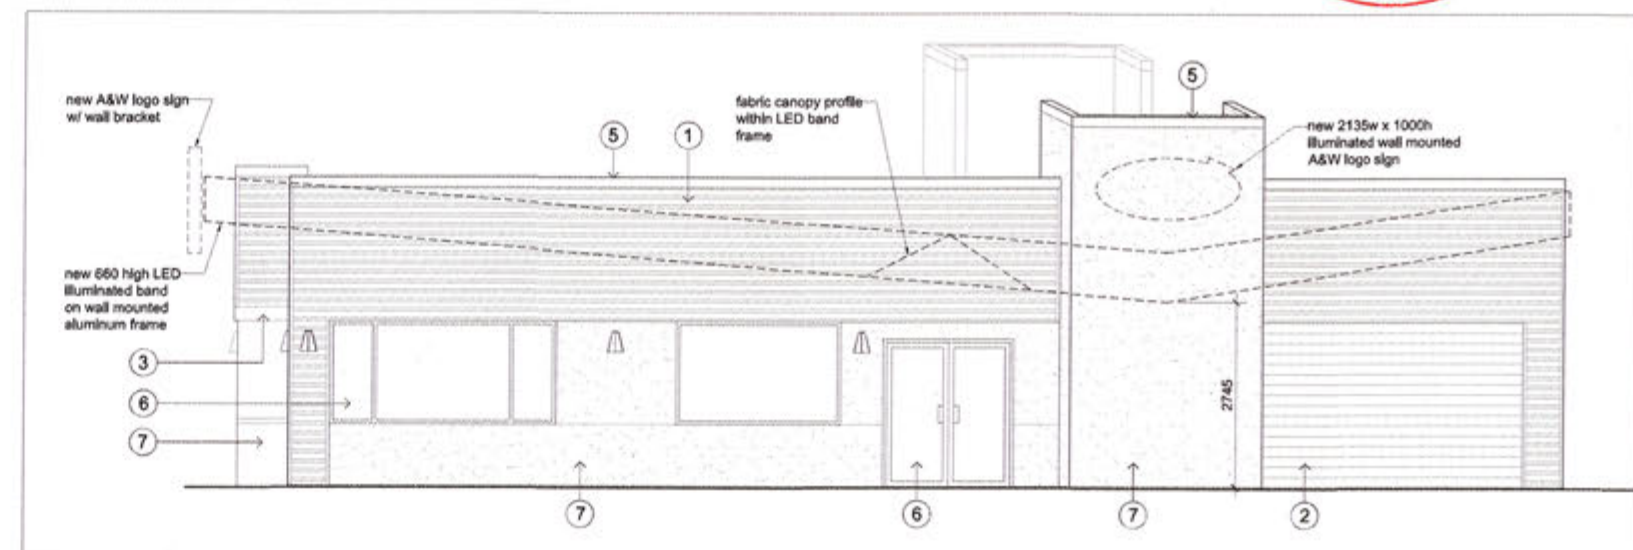 new A&W logo sign
w/ wall bracket
5
1
fabric canopy profile
within LED band
frame
5
new 2135w x 1000h
illuminated wall mounted
A&W logo sign
new 660 high LED
illuminated band
on wall mounted
aluminum frame
3
6
7
2745
7
6
7
2